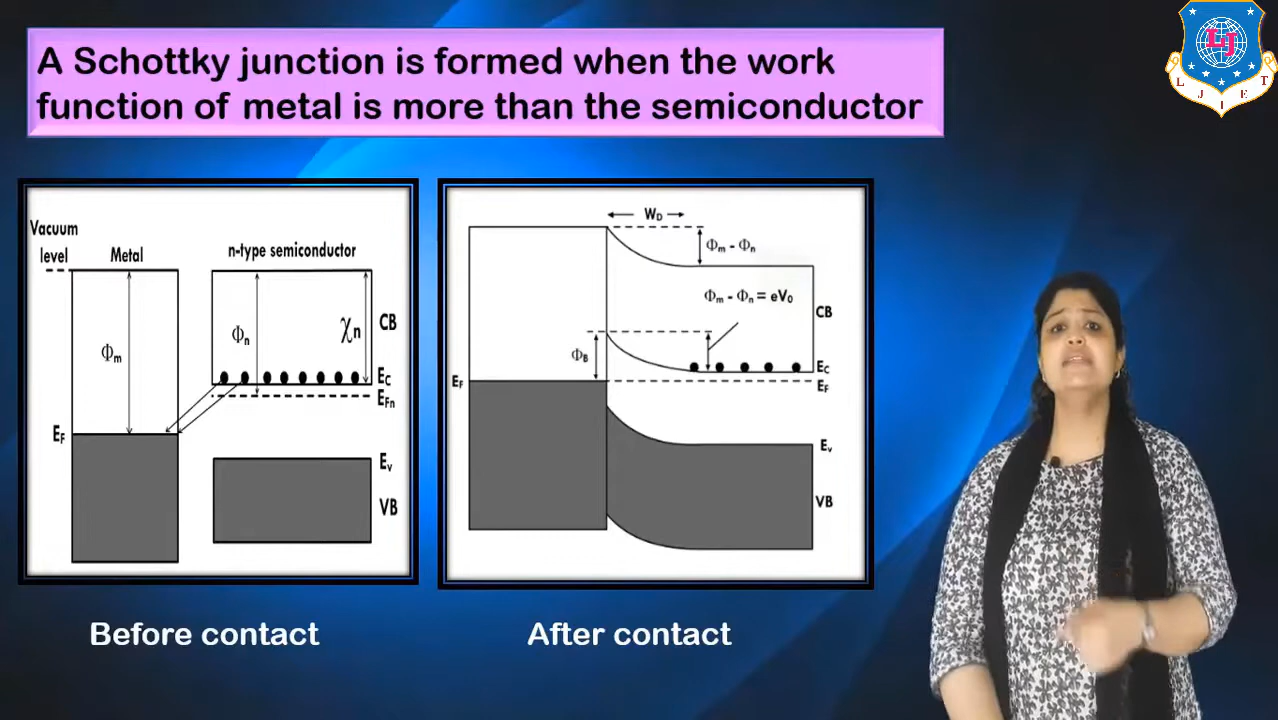 A Schottky junction is formed when the work
function of metal is more than the semiconductor
LJ
L J I E T
Vacuum
level
Metal
n-type semiconductor
Φm
Φn
χn
CB
EC
EFn
EF
Ev
VB
WD
Φm - Φn
Φm - Φn = eV0
CB
ΦB
EF
EC
EF
Ev
VB
Before contact
After contact